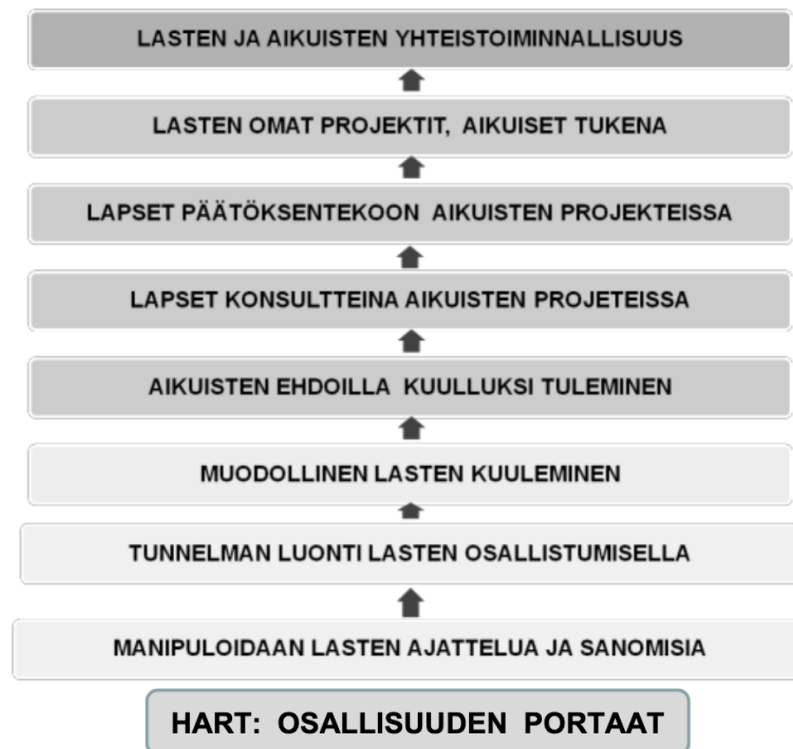 LASTEN JA AIKUISTEN YHTEISTOIMINNALLISUUS
LASTEN OMAT PROJEKTIT, AIKUISET TUKENA
LAPSET PÄÄTÖKSENTEKOON AIKUISTEN PROJEKTEISSA
LAPSET KONSULTTEINA AIKUISTEN PROJETEISSA
AIKUISTEN EHDOILLA KUULLUKSI TULEMINEN
MUODOLLINEN LASTEN KUULEMINEN
TUNNELMAN LUONTI LASTEN OSALLISTUMISELLA
MANIPULOIDAAN LASTEN AJATTELUA JA SANOMISIA
HART: OSALLISUUDEN PORTAAT